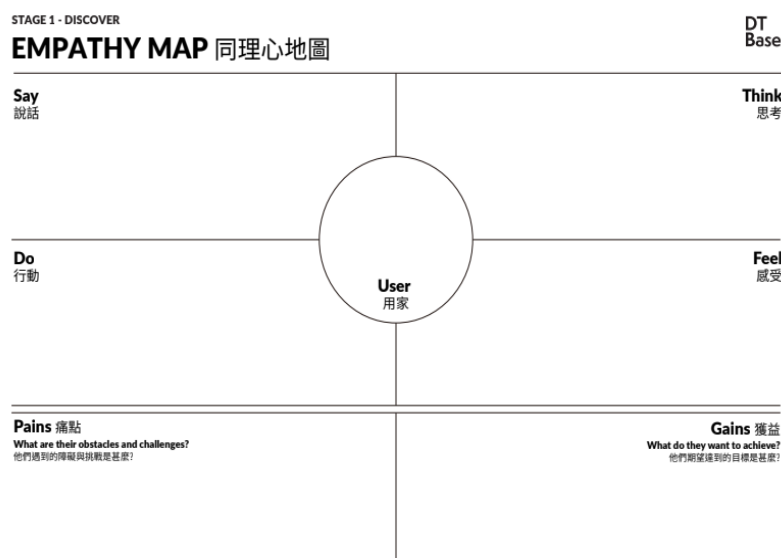 STAGE 1 - DISCOVER
EMPATHY MAP 同理心地圖
DT
Base
Say
說話
Think
思考
Do
行動
Feel
感受
User
用家
Pains 痛點
What are their obstacles and challenges?
他們遇到的障礙與挑戰是甚麼?
Gains 獲益
What do they want to achieve?
他們期望達到的目標是甚麼?